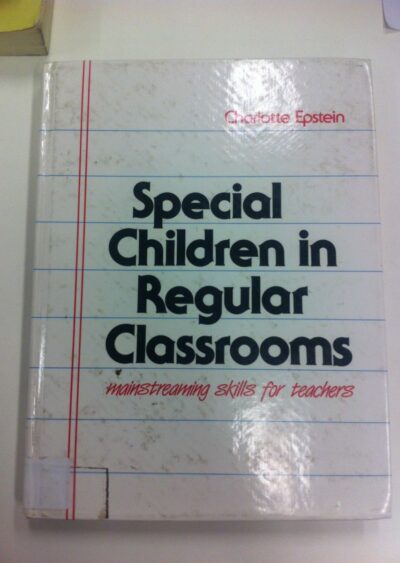 Charlotte Epstein
Special
Children in
Regular
Classrooms
mainstreaming skills for teachers